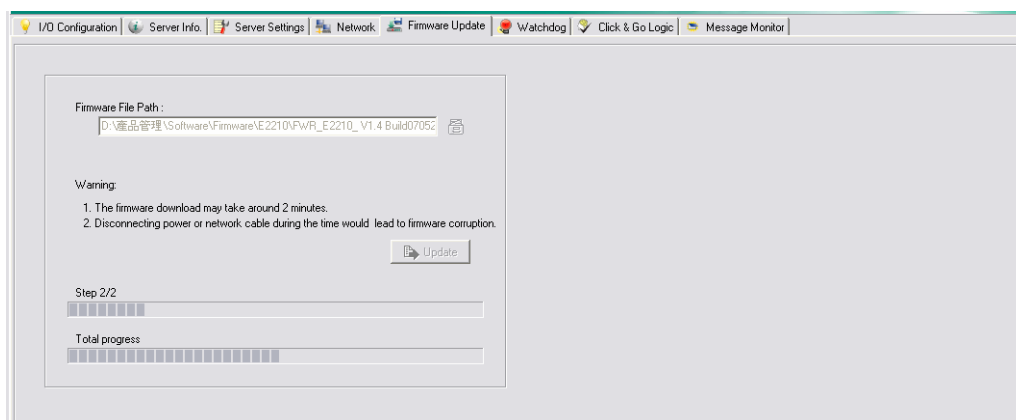 I/O Configuration Server Info. Server Settings Network Firmware Update Watchdog Click & Go Logic Message Monitor
Firmware File Path :
D:\產品管理\Software\Firmware\E2210\FWR_E2210_ V1.4 Build07052
Warning:
1. The firmware download may take around 2 minutes.
2. Disconnecting power or network cable during the time would lead to firmware corruption.
Update
Step 2/2
Total progress